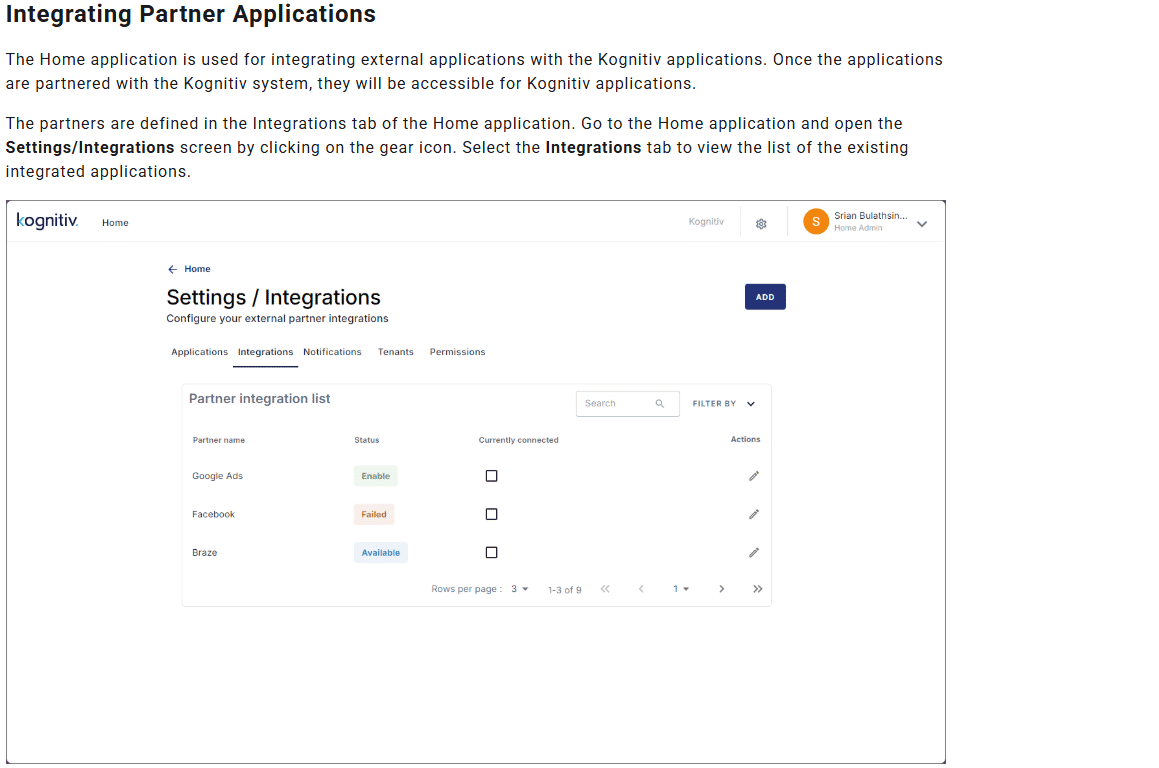 Integrating Partner Applications
The Home application is used for integrating external applications with the Kognitiv applications. Once the applications
are partnered with the Kognitiv system, they will be accessible for Kognitiv applications.
The partners are defined in the Integrations tab of the Home application. Go to the Home application and open the
Settings/Integrations screen by clicking on the gear icon. Select the Integrations tab to view the list of the existing
integrated applications.
kognitiv. Home Kognitiv S Srian Bulathsin...
Home Admin
← Home
Settings / Integrations ADD
Configure your external partner integrations
Applications Integrations Notifications Tenants Permissions
Partner integration list Search FILTER BY
Partner name Status Currently connected Actions
Google Ads Enable
Facebook Failed
Braze Available
Rows per page : 3 1-3 of 9 1